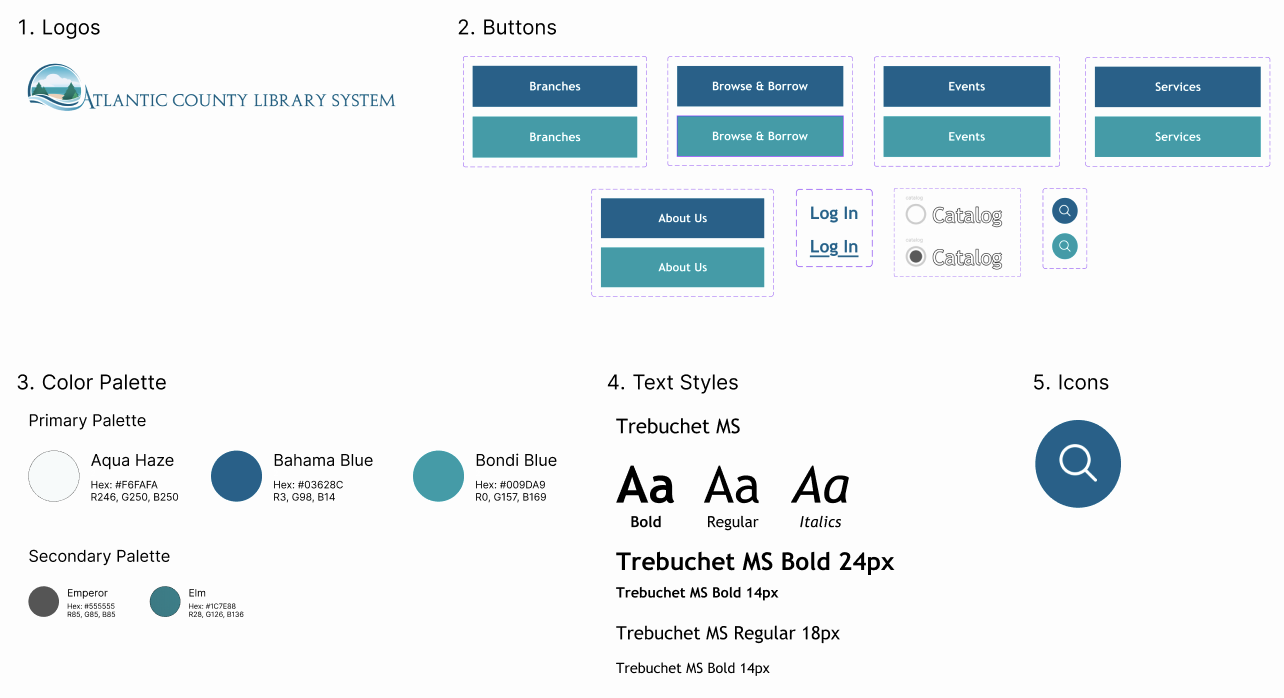 1. Logos
ATLANTIC COUNTY LIBRARY SYSTEM
2. Buttons
Branches
Branches
Browse & Borrow
Browse & Borrow
Events
Events
Services
Services
About Us
About Us
Log In
Log In
catalog
Catalog
catalog
Catalog
3. Color Palette
Primary Palette
Aqua Haze
Hex: #F6FAFA
R246, G250, B250
Bahama Blue
Hex: #03628C
R3, G98, B14
Bondi Blue
Hex: #009DA9
R0, G157, B169
Secondary Palette
Emperor
Hex: #555555
R85, G85, B85
Elm
Hex: #1C7E88
R28, G126, B136
4. Text Styles
Trebuchet MS
Aa Aa Aa
Bold Regular Italics
Trebuchet MS Bold 24px
Trebuchet MS Bold 14px
Trebuchet MS Regular 18px
Trebuchet MS Bold 14px
5. Icons